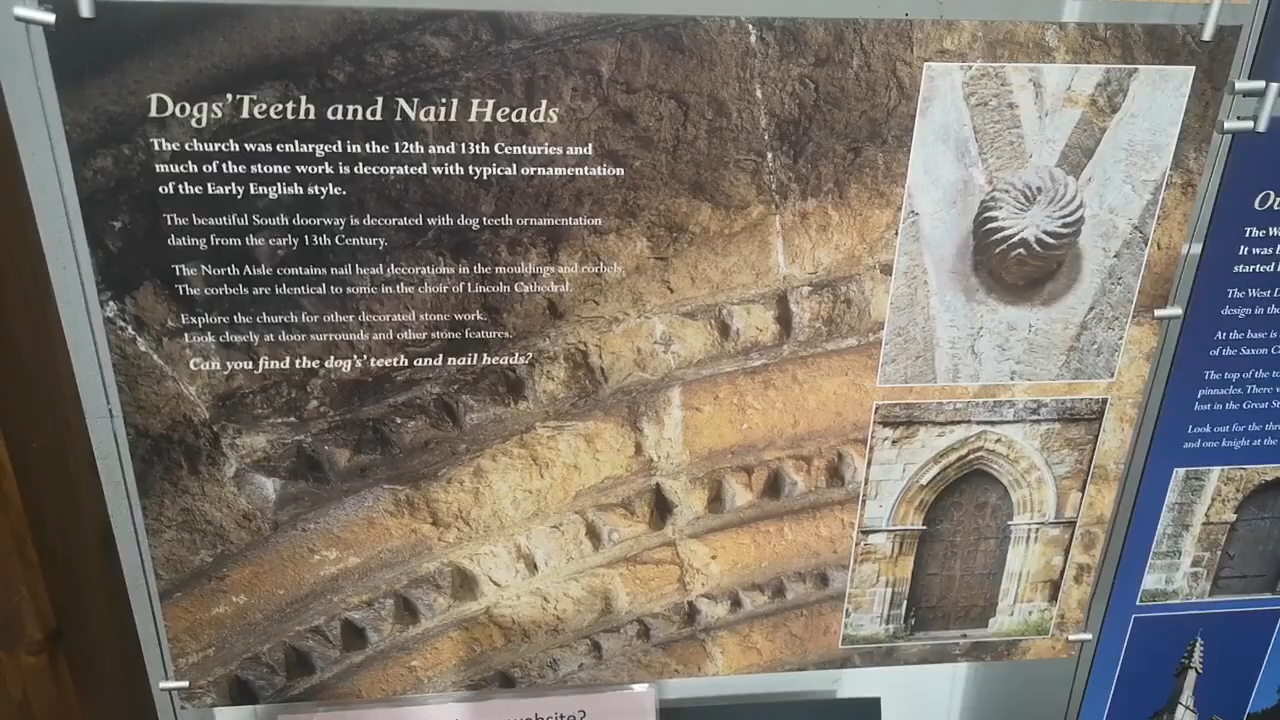 Dogs' Teeth and Nail Heads
The church was enlarged in the 12th and 13th Centuries and
much of the stone work is decorated with typical ornamentation
of the Early English style.
The beautiful South doorway is decorated with dog teeth ornamentation
dating from the early 13th Century.
The North Aisle contains nail head decorations in the mouldings and corbels.
The corbels are identical to some in the choir of Lincoln Cathedral.
Explore the church for other decorated stone work.
Look closely at door surrounds and other stone features.
Can you find the dog's' teeth and nail heads?
The
It was
started
The West
design in the
At the base is
of the Saxon
The top of the
pinnacles. There
lost in the Great
Look out for the
and one knight at the
website?